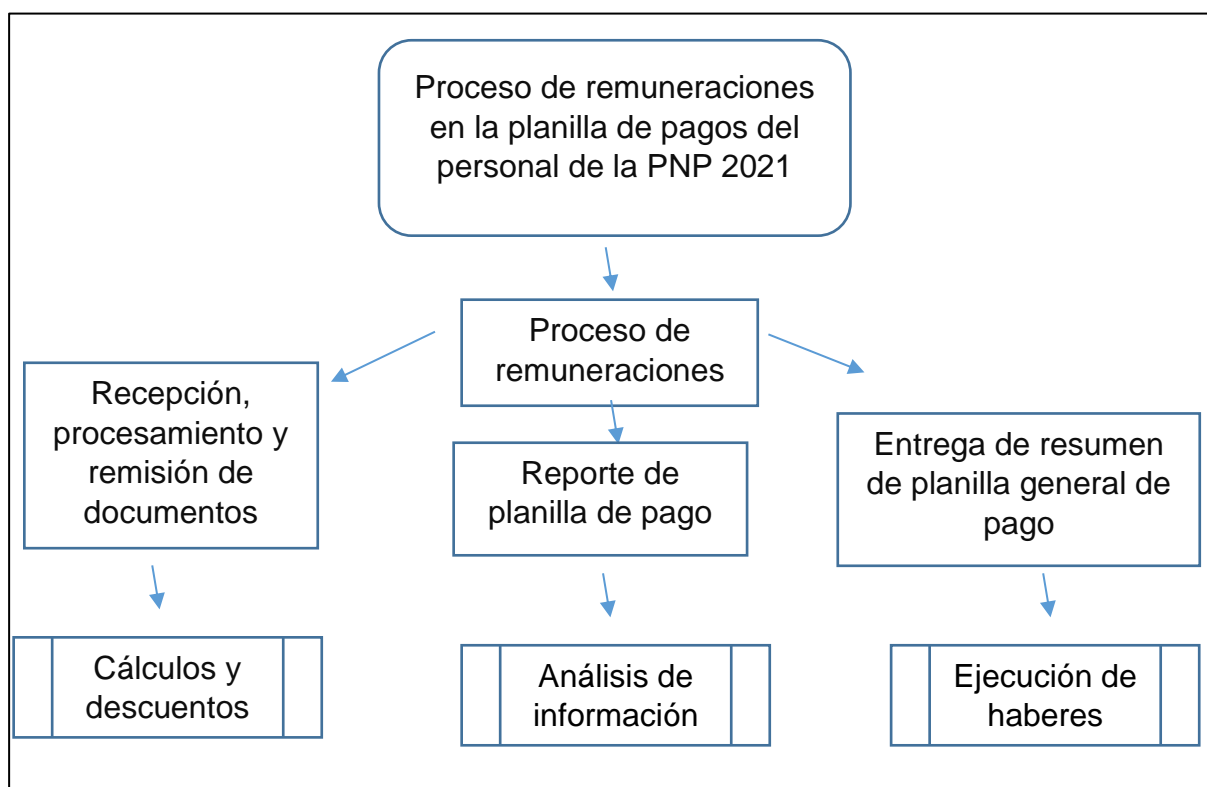 Proceso de remuneraciones
en la planilla de pagos del
personal de la PNP 2021
Proceso de
remuneraciones
Recepción,
procesamiento y
remisión de
documentos
Reporte de
planilla de pago
Entrega de resumen
de planilla general de
pago
Cálculos y
descuentos
Análisis de
información
Ejecución de
haberes